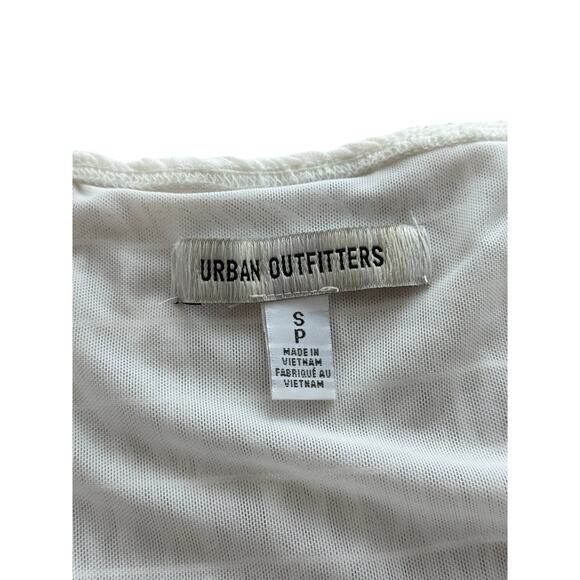 URBAN OUTFITTERS
S
P
MADE IN
VIETNAM
FABRIQUÉ AU
VIETNAM